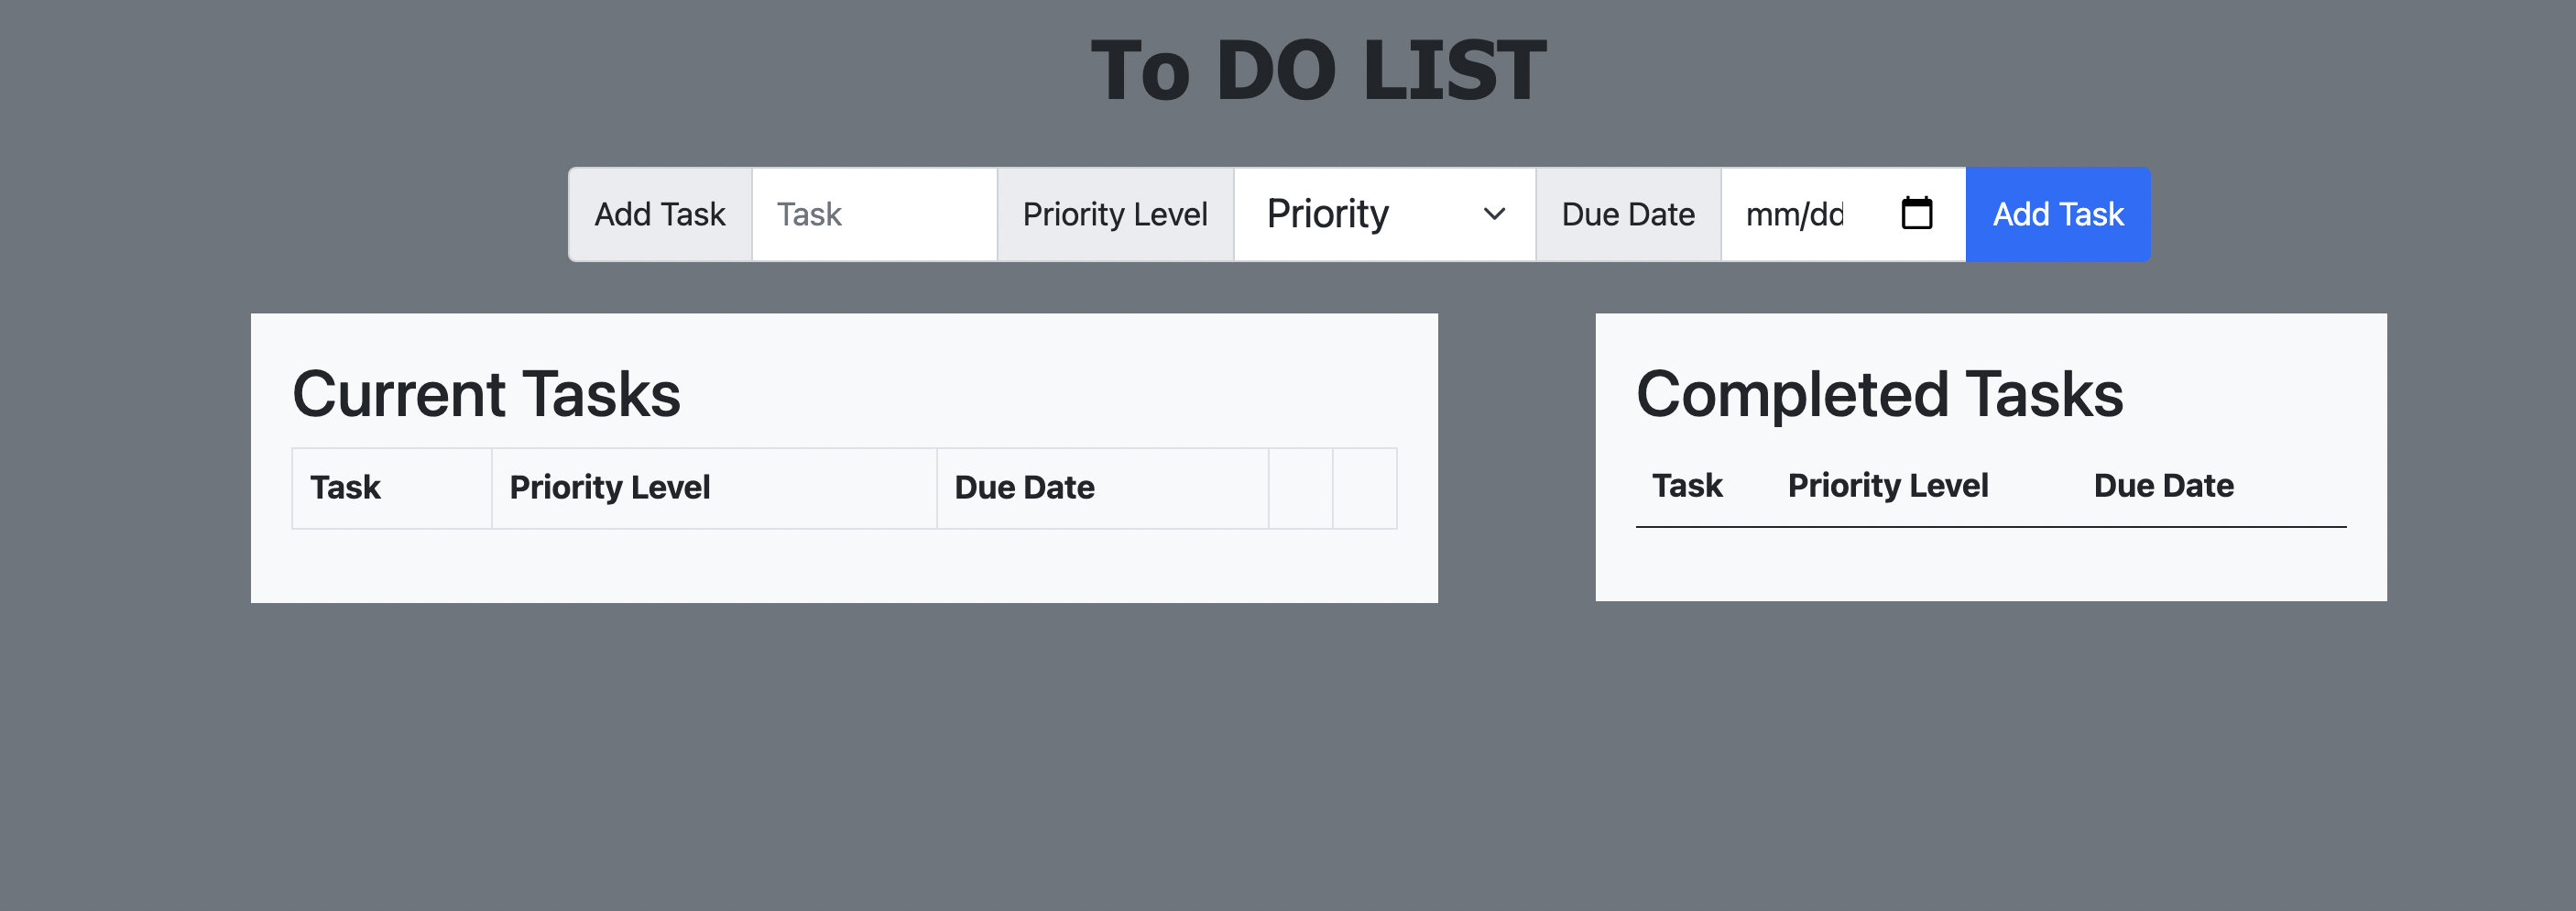 To DO LIST
Add Task Task Priority Level Priority Due Date mm/dd Add Task
Current Tasks
Task Priority Level Due Date
Completed Tasks
Task Priority Level Due Date